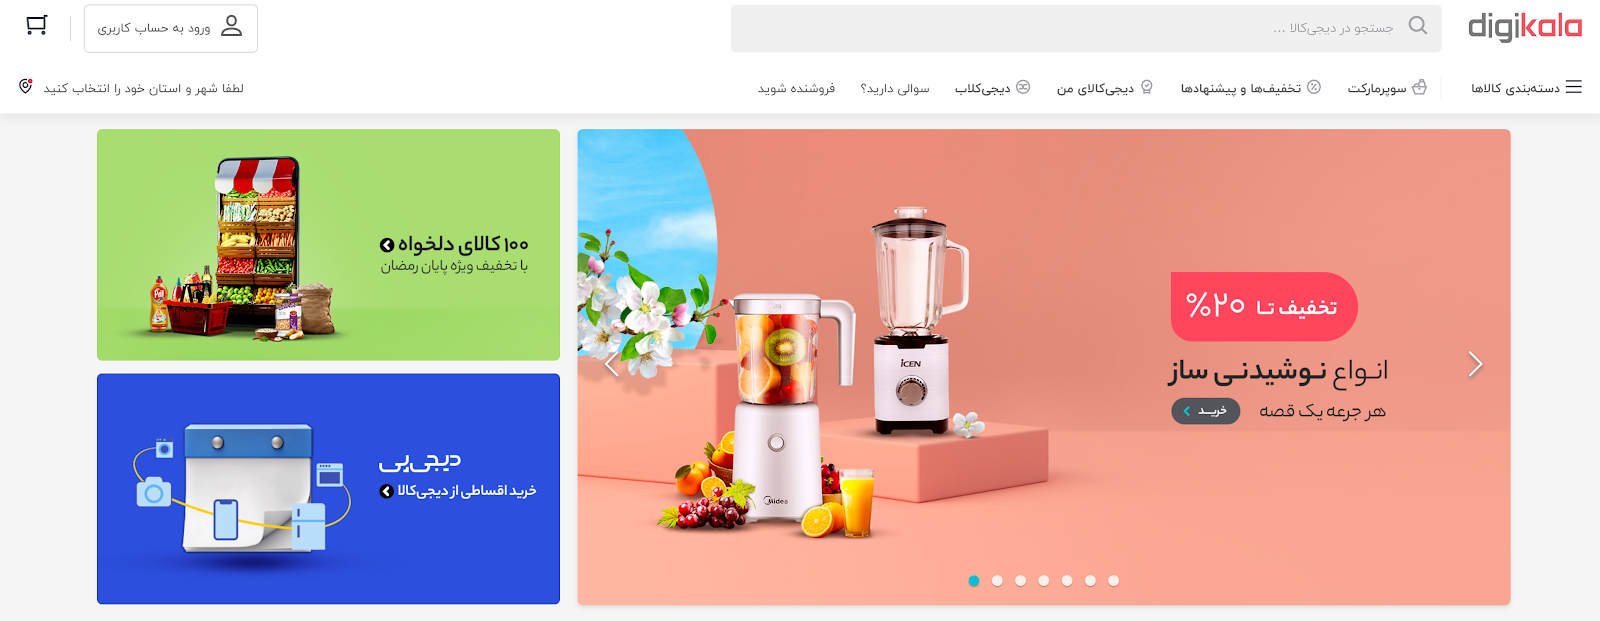 digikala
جستجو در دیجی‌کالا ...
ورود به حساب کاربری
دسته‌بندی کالاها
سوپرمارکت
تخفیف‌ها و پیشنهادها
دیجی‌کالای من
دیجی‌کلاب
سوالی دارید؟
فروشنده شوید
لطفا شهر و استان خود را انتخاب کنید
تخفیف تا ۲۰%
انواع نوشیدنی ساز
هر جرعه یک قصه
خرید
iCEN
Midea
۱۰۰ کالای دلخواه
با تخفیف ویژه پایان رمضان
دیجی‌پی
خرید اقساطی از دیجی‌کالا